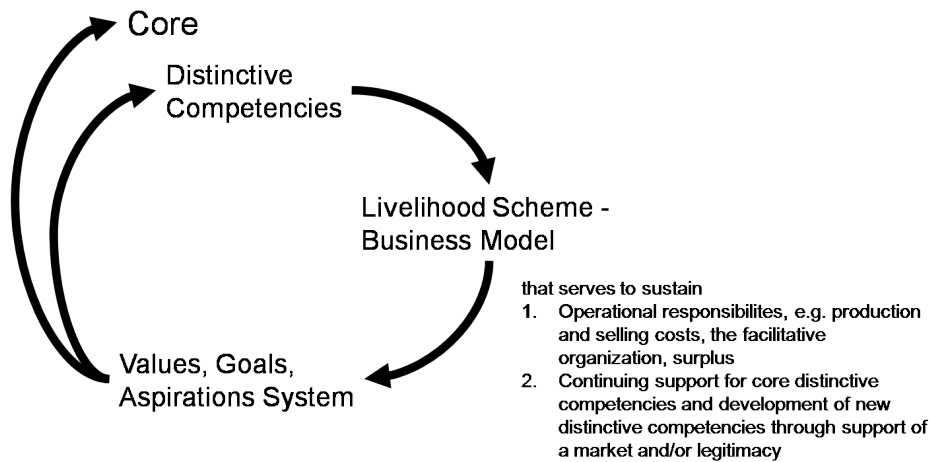 Core
Distinctive
Competencies
Livelihood Scheme -
Business Model
that serves to sustain
1. Operational responsibilites, e.g. production
and selling costs, the facilitative
organization, surplus
2. Continuing support for core distinctive
competencies and development of new
distinctive competencies through support of
a market and/or legitimacy
Values, Goals,
Aspirations System